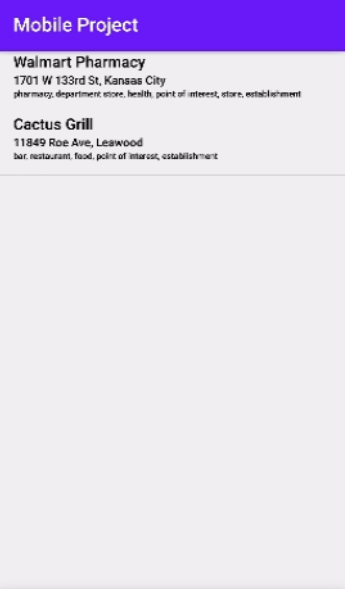 Mobile Project
Walmart Pharmacy
1701 W 133rd St, Kansas City
pharmacy, department store, health, point of interest, store, establishment
Cactus Grill
11849 Roe Ave, Leawood
bar, restaurant, food, point of interest, establishment